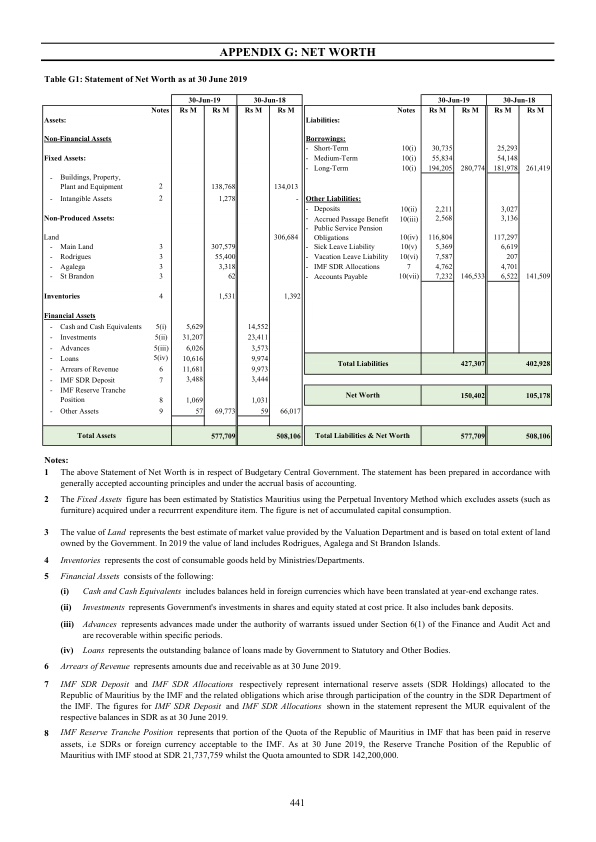 APPENDIX G: NET WORTH
Table G1: Statement of Net Worth as at 30 June 2019
30-Jun-19 30-Jun-18
Notes Rs M Rs M Rs M Rs M
Assets:
Non-Financial Assets
Fixed Assets:
- Buildings, Property,
Plant and Equipment 2 138,768 134,013
- Intangible Assets 2 1,278 -
Non-Produced Assets:
Land 306,684
- Main Land 3 307,579
- Rodrigues 3 55,400
- Agalega 3 3,318
- St Brandon 3 62
Inventories 4 1,531 1,392
Financial Assets
- Cash and Cash Equivalents 5(i) 5,629 14,552
- Investments 5(ii) 31,207 23,411
- Advances 5(iii) 6,026 3,573
- Loans 5(iv) 10,616 9,974
- Arrears of Revenue 6 11,681 9,973
- IMF SDR Deposit 7 3,488 3,444
- IMF Reserve Tranche
Position 8 1,069 1,031
- Other Assets 9 57 69,773 59 66,017
Total Assets 577,709 508,106
30-Jun-19 30-Jun-18
Notes Rs M Rs M Rs M Rs M
Liabilities:
Borrowings:
- Short-Term 10(i) 30,735 25,293
- Medium-Term 10(i) 55,834 54,148
- Long-Term 10(i) 194,205 280,774 181,978 261,419
Other Liabilities:
- Deposits 10(ii) 2,211 3,027
- Accrued Passage Benefit 10(iii) 2,568 3,136
- Public Service Pension
Obligations 10(iv) 116,804 117,297
- Sick Leave Liability 10(v) 5,369 6,619
- Vacation Leave Liability 10(vi) 7,587 207
- IMF SDR Allocations 7 4,762 4,701
- Accounts Payable 10(vii) 7,232 146,533 6,522 141,509
Total Liabilities 427,307 402,928
Net Worth 150,402 105,178
Total Liabilities & Net Worth 577,709 508,106
Notes:
1 The above Statement of Net Worth is in respect of Budgetary Central Government. The statement has been prepared in accordance with
generally accepted accounting principles and under the accrual basis of accounting.
2 The Fixed Assets figure has been estimated by Statistics Mauritius using the Perpetual Inventory Method which excludes assets (such as
furniture) acquired under a recurrrent expenditure item. The figure is net of accumulated capital consumption.
3 The value of Land represents the best estimate of market value provided by the Valuation Department and is based on total extent of land
owned by the Government. In 2019 the value of land includes Rodrigues, Agalega and St Brandon Islands.
4 Inventories represents the cost of consumable goods held by Ministries/Departments.
5 Financial Assets consists of the following:
(i) Cash and Cash Equivalents includes balances held in foreign currencies which have been translated at year-end exchange rates.
(ii) Investments represents Government's investments in shares and equity stated at cost price. It also includes bank deposits.
(iii) Advances represents advances made under the authority of warrants issued under Section 6(1) of the Finance and Audit Act and
are recoverable within specific periods.
(iv) Loans represents the outstanding balance of loans made by Government to Statutory and Other Bodies.
6 Arrears of Revenue represents amounts due and receivable as at 30 June 2019.
7 IMF SDR Deposit and IMF SDR Allocations respectively represent international reserve assets (SDR Holdings) allocated to the
Republic of Mauritius by the IMF and the related obligations which arise through participation of the country in the SDR Department of
the IMF. The figures for IMF SDR Deposit and IMF SDR Allocations shown in the statement represent the MUR equivalent of the
respective balances in SDR as at 30 June 2019.
8 IMF Reserve Tranche Position represents that portion of the Quota of the Republic of Mauritius in IMF that has been paid in reserve
assets, i.e SDRs or foreign currency acceptable to the IMF. As at 30 June 2019, the Reserve Tranche Position of the Republic of
Mauritius with IMF stood at SDR 21,737,759 whilst the Quota amounted to SDR 142,200,000.
441